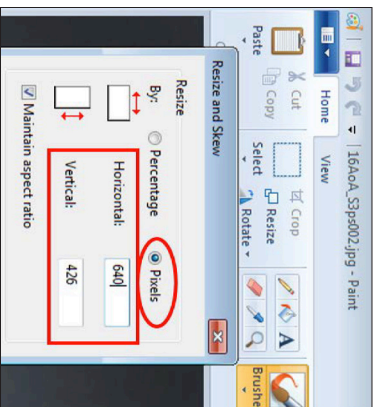 16AoA_S3ps002.jpg - Paint
Home View
Paste
Cut
Copy
Select
Crop
Resize
Rotate
A
Resize and Skew
Resize
By: Percentage Pixels
Horizontal: 640
Vertical: 426
Maintain aspect ratio